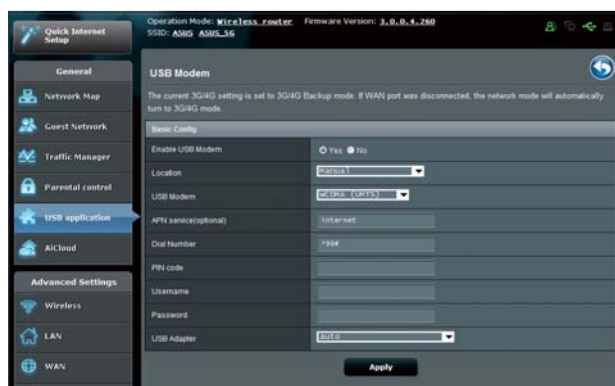 Quick Internet Setup
Operation Mode: Wireless router Firmware Version: 3.0.0.4.260
SSID: ASUS ASUS_5G
General
Network Map
Guest Network
Traffic Manager
Parental control
USB application
AiCloud
Advanced Settings
Wireless
LAN
WAN
USB Modem
The current 3G/4G setting is set to 3G/4G Backup mode. If WAN port was disconnected, the network mode will automatically
turn to 3G/4G mode.
Basic Config
Enable USB Modem
Yes No
Location
Manual
USB Modem
WCDMA (UMTS)
APN service(optional)
internet
Dial Number
*99#
PIN code
Username
Password
USB Adapter
auto
Apply